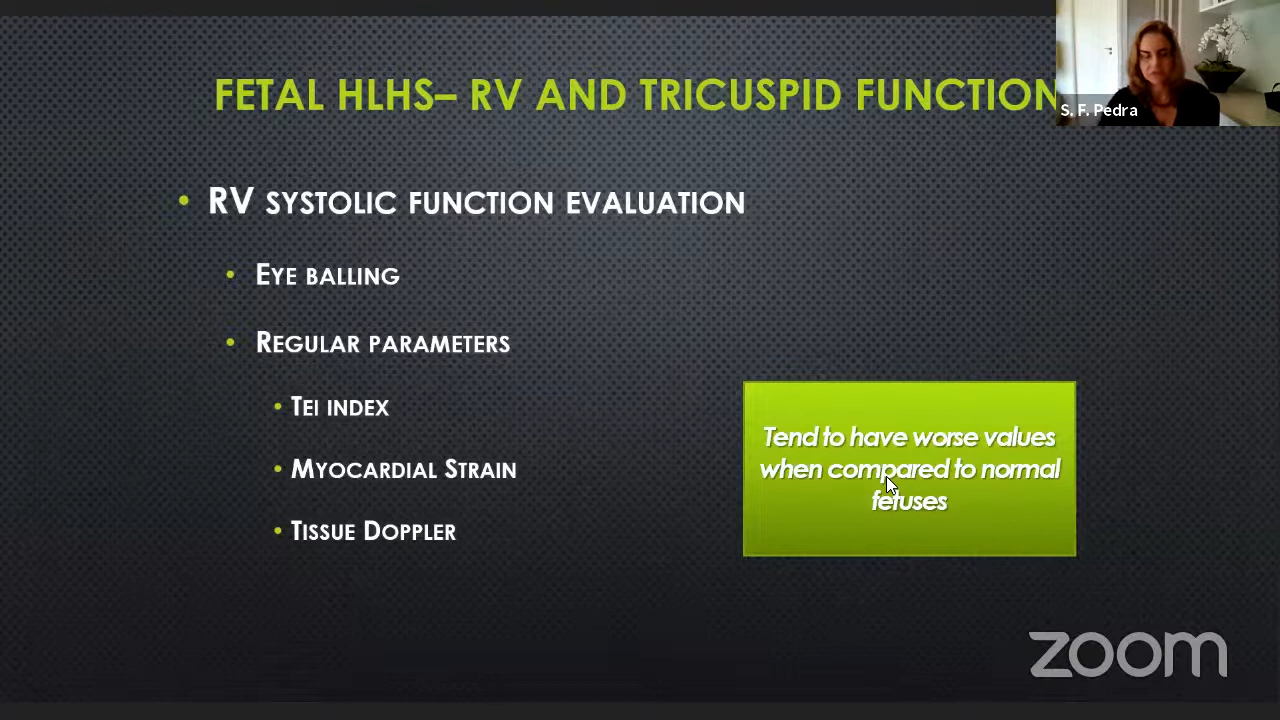 FETAL HLHS– RV AND TRICUSPID FUNCTION
S. F. Pedra
• RV SYSTOLIC FUNCTION EVALUATION
• EYE BALLING
• REGULAR PARAMETERS
• TEI INDEX
• MYOCARDIAL STRAIN
• TISSUE DOPPLER
Tend to have worse values
when compared to normal
fetuses
zoom